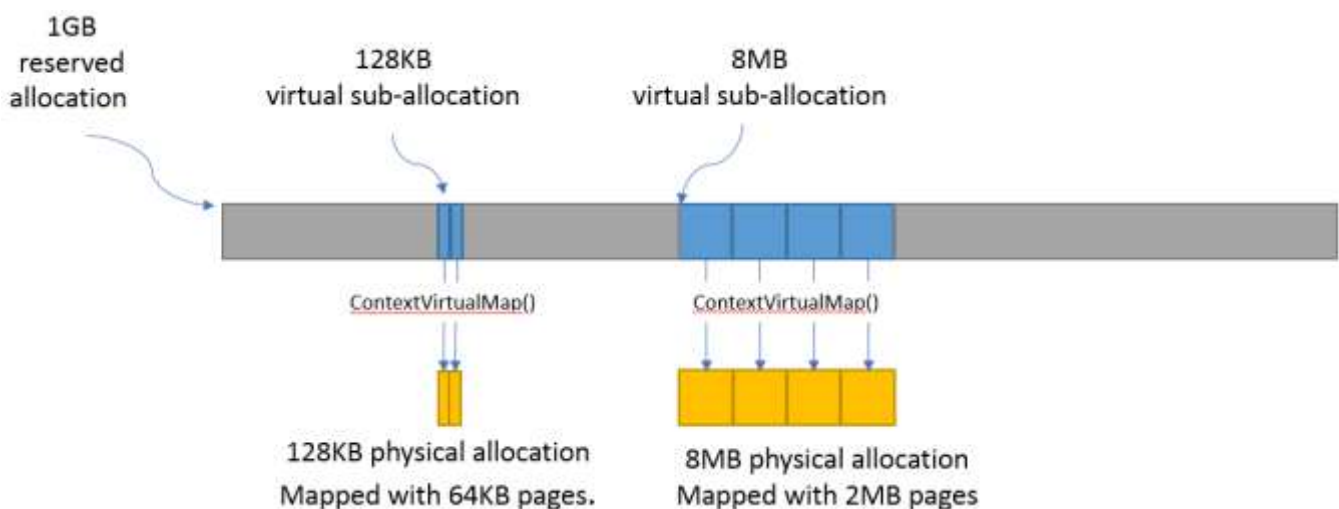 1GB
reserved
allocation
128KB
virtual sub-allocation
8MB
virtual sub-allocation
ContextVirtualMap()
ContextVirtualMap()
128KB physical allocation
Mapped with 64KB pages.
8MB physical allocation
Mapped with 2MB pages